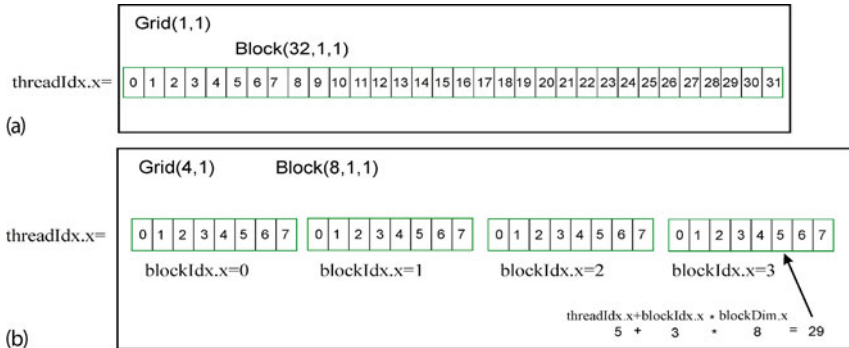 Grid(1,1)
Block(32,1,1)
threadIdx.x= 0 1 2 3 4 5 6 7 8 9 10 11 12 13 14 15 16 17 18 19 20 21 22 23 24 25 26 27 28 29 30 31
(a)
Grid(4,1) Block(8,1,1)
threadIdx.x= 0 1 2 3 4 5 6 7 0 1 2 3 4 5 6 7 0 1 2 3 4 5 6 7 0 1 2 3 4 5 6 7
blockIdx.x=0 blockIdx.x=1 blockIdx.x=2 blockIdx.x=3
threadIdx.x+blockIdx.x * blockDim.x
5 + 3 * 8 = 29
(b)